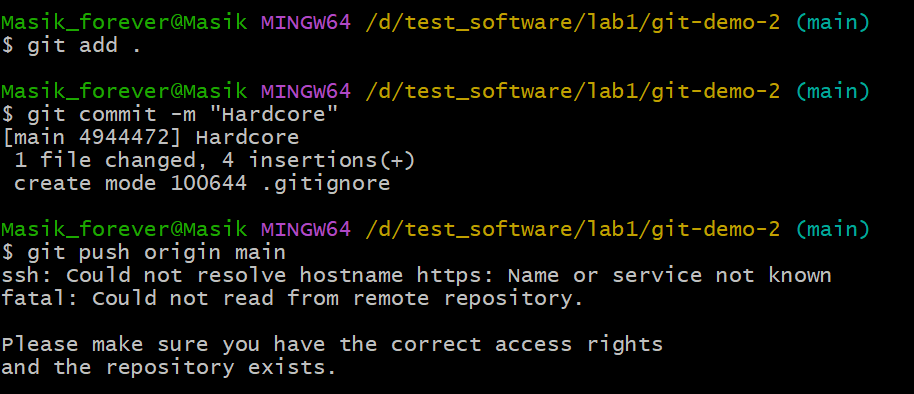 Masik_forever@Masik MINGW64 /d/test_software/lab1/git-demo-2 (main)
$ git add .
Masik_forever@Masik MINGW64 /d/test_software/lab1/git-demo-2 (main)
$ git commit -m "Hardcore"
[main 4944472] Hardcore
 1 file changed, 4 insertions(+)
 create mode 100644 .gitignore
Masik_forever@Masik MINGW64 /d/test_software/lab1/git-demo-2 (main)
$ git push origin main
ssh: Could not resolve hostname https: Name or service not known
fatal: Could not read from remote repository.
Please make sure you have the correct access rights
and the repository exists.